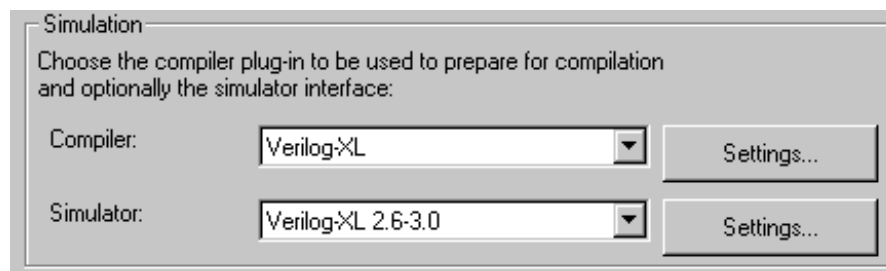 Simulation
Choose the compiler plug-in to be used to prepare for compilation
and optionally the simulator interface:
Compiler: Verilog-XL Settings...
Simulator: Verilog-XL 2.6-3.0 Settings...